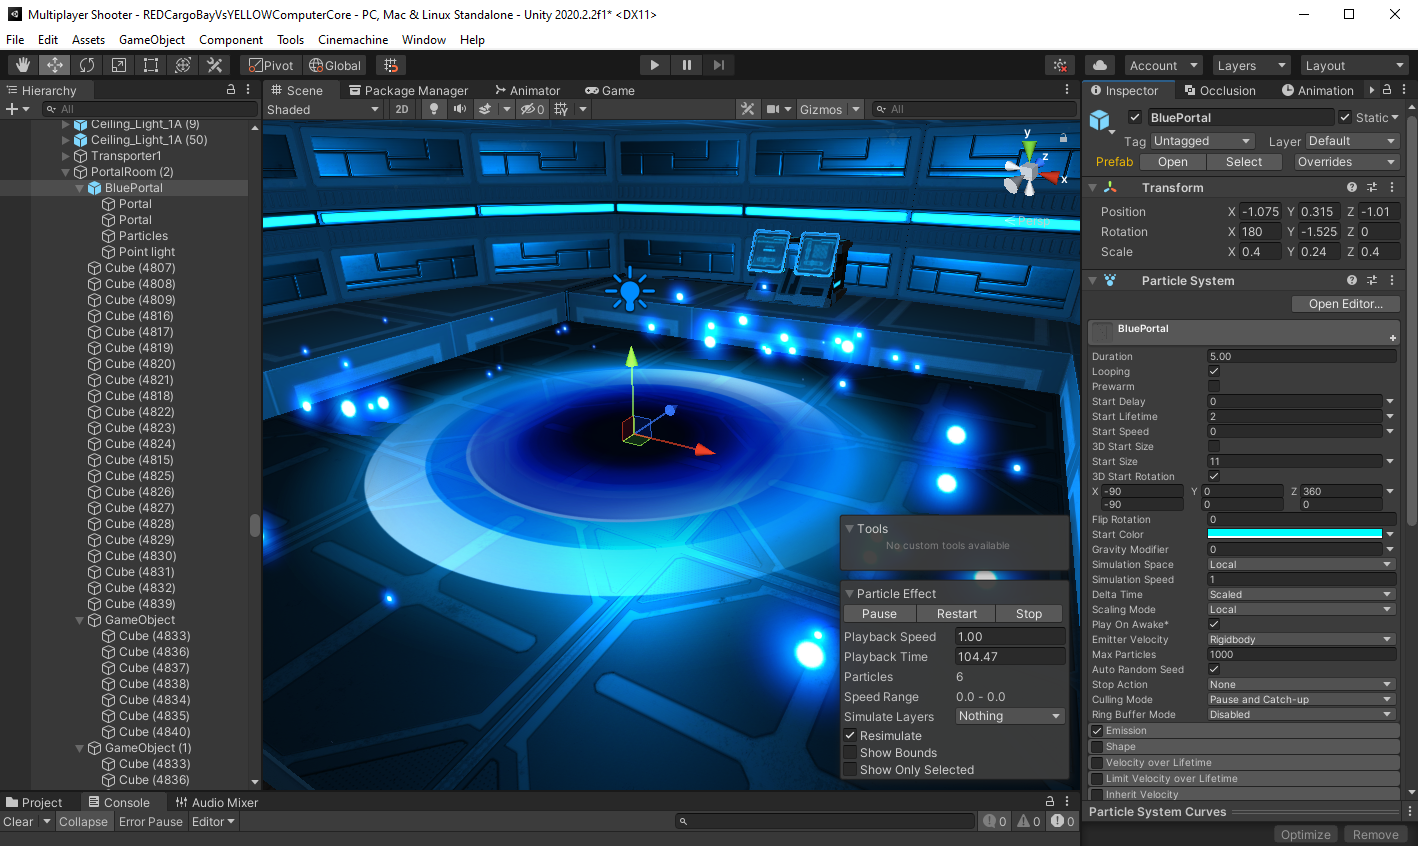 Multiplayer Shooter - REDCargoBayVsYELLOWComputerCore - PC, Mac & Linux Standalone - Unity 2020.2.2f1* <DX11>
File Edit Assets GameObject Component Tools Cinemachine Window Help
Pivot Global Account Layers Layout
Hierarchy
All
Ceiling_Light_1A (9)
Ceiling_Light_1A (50)
Transporter1
PortalRoom (2)
BluePortal
Portal
Portal
Particles
Point light
Cube (4807)
Cube (4808)
Cube (4809)
Cube (4816)
Cube (4817)
Cube (4819)
Cube (4820)
Cube (4821)
Cube (4818)
Cube (4822)
Cube (4823)
Cube (4824)
Cube (4815)
Cube (4825)
Cube (4826)
Cube (4827)
Cube (4828)
Cube (4829)
Cube (4830)
Cube (4831)
Cube (4832)
Cube (4839)
GameObject
Cube (4833)
Cube (4836)
Cube (4837)
Cube (4838)
Cube (4834)
Cube (4835)
Cube (4840)
GameObject (1)
Cube (4833)
Cube (4836)
Scene Package Manager Animator Game
Shaded 2D 0 Gizmos All
y
z
x
Persp
Tools
No custom tools available
Particle Effect
Pause Restart Stop
Playback Speed 1.00
Playback Time 104.47
Particles 6
Speed Range 0.0 - 0.0
Simulate Layers Nothing
Resimulate
Show Bounds
Show Only Selected
Inspector Occlusion Animation
BluePortal Static
Tag Untagged Layer Default
Prefab Open Select Overrides
Transform
Position X -1.075 Y 0.315 Z -1.01
Rotation X 180 Y -1.525 Z 0
Scale X 0.4 Y 0.24 Z 0.4
Particle System
Open Editor...
BluePortal
Duration 5.00
Looping
Prewarm
Start Delay 0
Start Lifetime 2
Start Speed 0
3D Start Size
Start Size 11
3D Start Rotation
X -90 Y 0 Z 360
-90 0 0
Flip Rotation 0
Start Color
Gravity Modifier 0
Simulation Space Local
Simulation Speed 1
Delta Time Scaled
Scaling Mode Local
Play On Awake*
Emitter Velocity Rigidbody
Max Particles 1000
Auto Random Seed
Stop Action None
Culling Mode Pause and Catch-up
Ring Buffer Mode Disabled
Emission
Shape
Velocity over Lifetime
Limit Velocity over Lifetime
Inherit Velocity
Particle System Curves
Optimize Remove
Project Console Audio Mixer
Clear Collapse Error Pause Editor 0 0 0